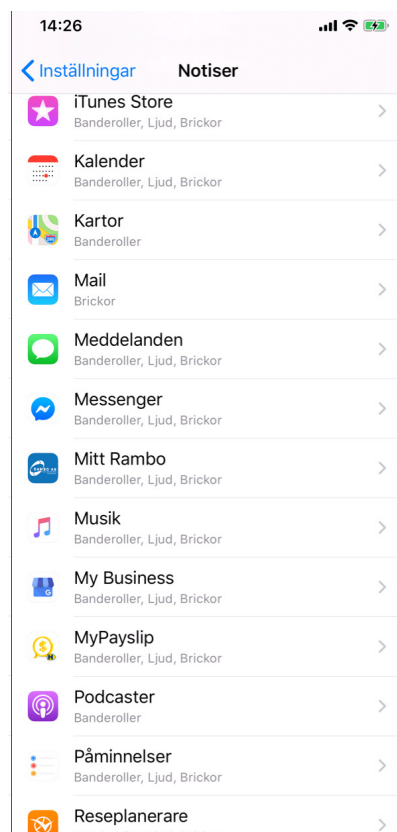 14:26
Inställningar Notiser
iTunes Store
Banderoller, Ljud, Brickor
Kalender
Banderoller, Ljud, Brickor
Kartor
Banderoller
Mail
Brickor
Meddelanden
Banderoller, Ljud, Brickor
Messenger
Banderoller, Ljud, Brickor
Mitt Rambo
Banderoller, Ljud, Brickor
Musik
Banderoller, Ljud, Brickor
My Business
Banderoller, Ljud, Brickor
MyPayslip
Banderoller, Ljud, Brickor
Podcaster
Banderoller
Påminnelser
Banderoller, Ljud, Brickor
Reseplanerare